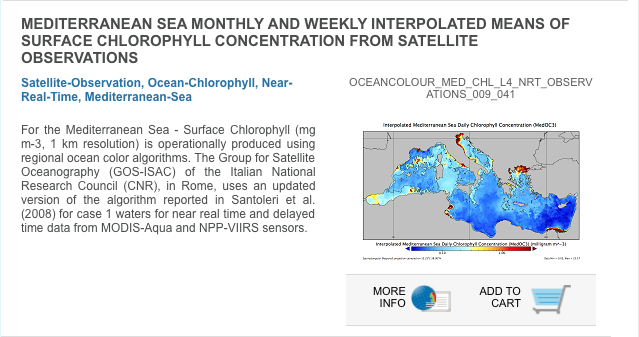 MEDITERRANEAN SEA MONTHLY AND WEEKLY INTERPOLATED MEANS OF
SURFACE CHLOROPHYLL CONCENTRATION FROM SATELLITE
OBSERVATIONS
Satellite-Observation, Ocean-Chlorophyll, Near-
Real-Time, Mediterranean-Sea
For the Mediterranean Sea - Surface Chlorophyll (mg
m-3, 1 km resolution) is operationally produced using
regional ocean color algorithms. The Group for Satellite
Oceanography (GOS-ISAC) of the Italian National
Research Council (CNR), in Rome, uses an updated
version of the algorithm reported in Santoleri et al.
(2008) for case 1 waters for near real time and delayed
time data from MODIS-Aqua and NPP-VIIRS sensors.
OCEANCOLOUR_MED_CHL_L4_NRT_OBSERV
ATIONS_009_041
Interpolated Mediterranean Sea Daily Chlorophyll Concentration (MedOC3)
Interpolated Mediterranean Sea Daily Chlorophyll Concentration (MedOC3) (milligram m^-3)
MORE
INFO
ADD TO
CART